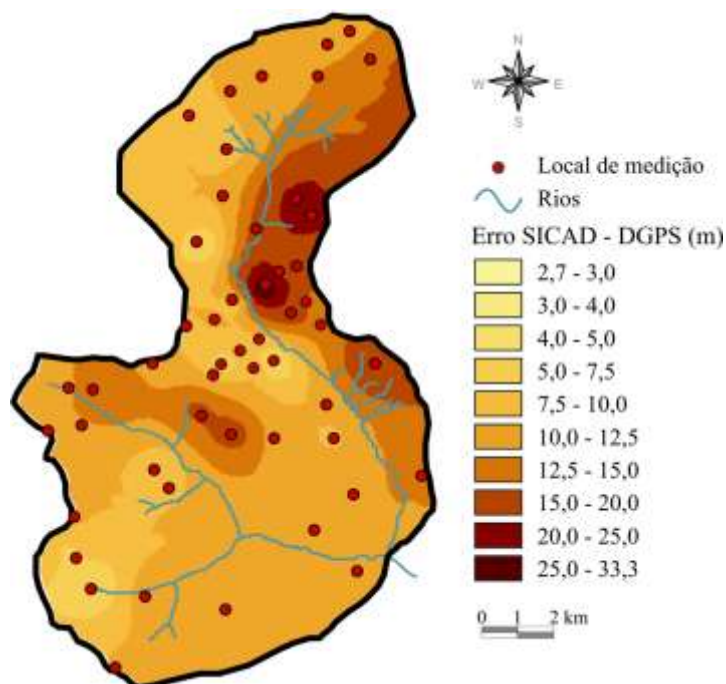 N
W E
S
Local de medição
Rios
Erro SICAD - DGPS (m)
2,7 - 3,0
3,0 - 4,0
4,0 - 5,0
5,0 - 7,5
7,5 - 10,0
10,0 - 12,5
12,5 - 15,0
15,0 - 20,0
20,0 - 25,0
25,0 - 33,3
0 1 2 km